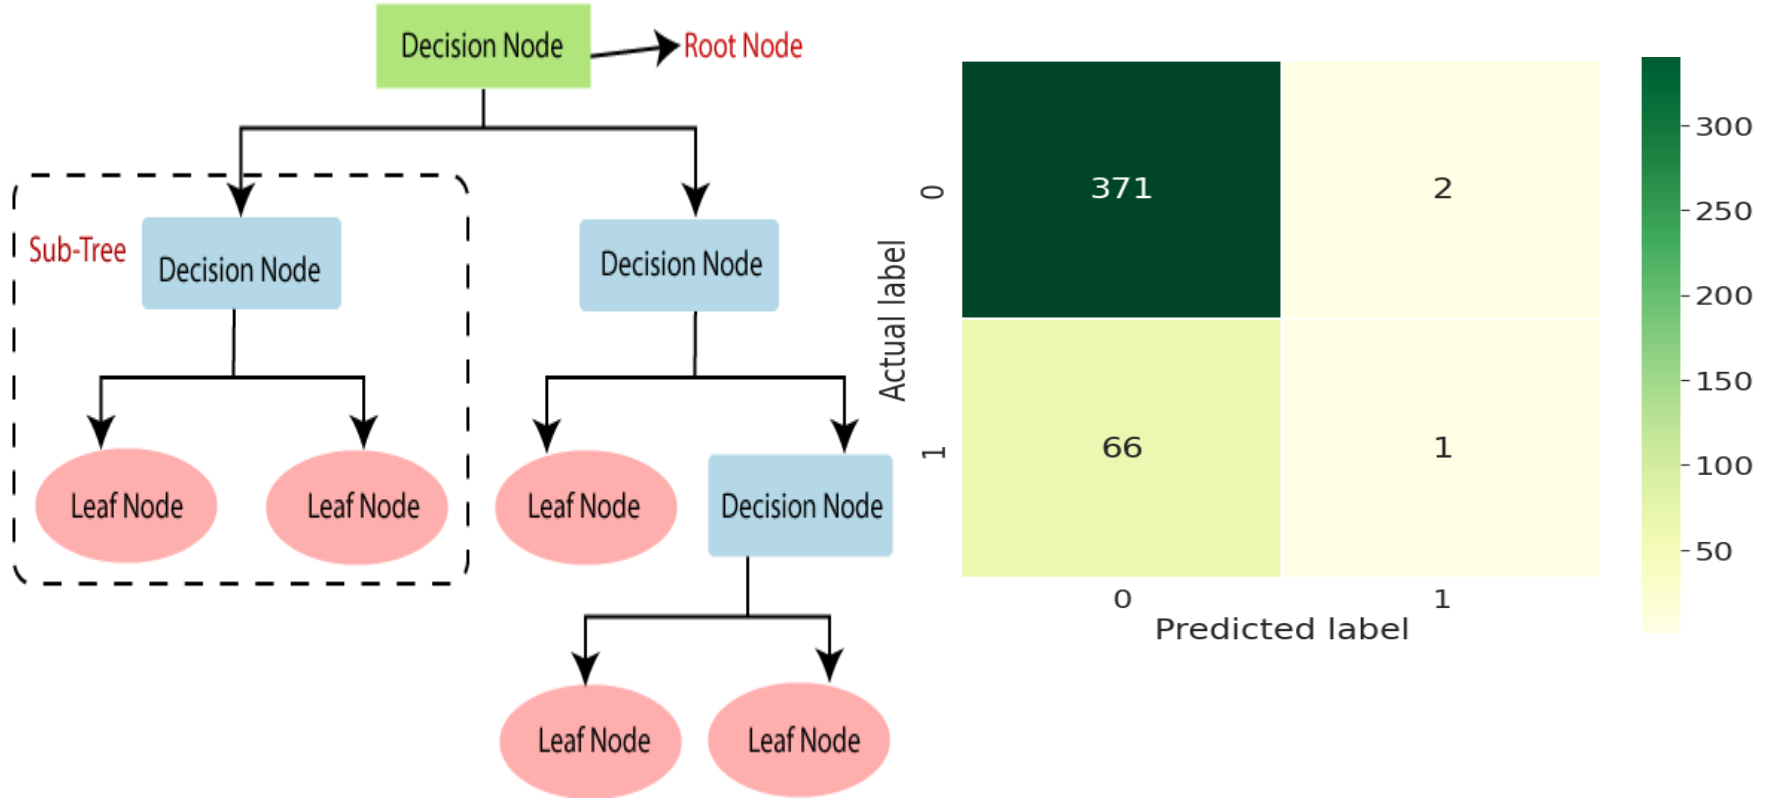 Decision Node
Root Node
Sub-Tree
Decision Node
Decision Node
Leaf Node
Leaf Node
Leaf Node
Decision Node
Leaf Node
Leaf Node
Actual label
0
1
371
2
66
1
0
1
Predicted label
300
250
200
150
100
50